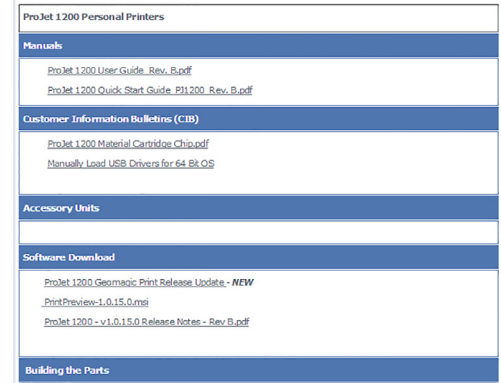 ProJet 1200 Personal Printers
Manuals
ProJet 1200 User Guide Rev. B.pdf
ProJet 1200 Quick Start Guide PJ1200 Rev. B.pdf
Customer Information Bulletins (CIB)
ProJet 1200 Material Cartridge Chip.pdf
Manually Load USB Drivers for 64 Bit OS
Accessory Units
Software Download
ProJet 1200 Geomagic Print Release Update - NEW
PrintPreview-1.0.15.0.msi
ProJet 1200 - v1.0.15.0 Release Notes - Rev B.pdf
Building the Parts